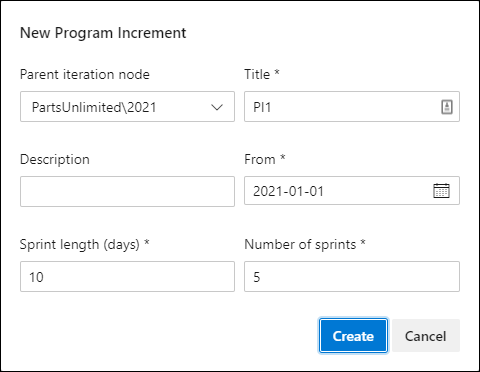 New Program Increment
Parent iteration node
Title *
PartsUnlimited\2021
PI1
Description
From *
2021-01-01
Sprint length (days) *
Number of sprints *
10
5
Create
Cancel